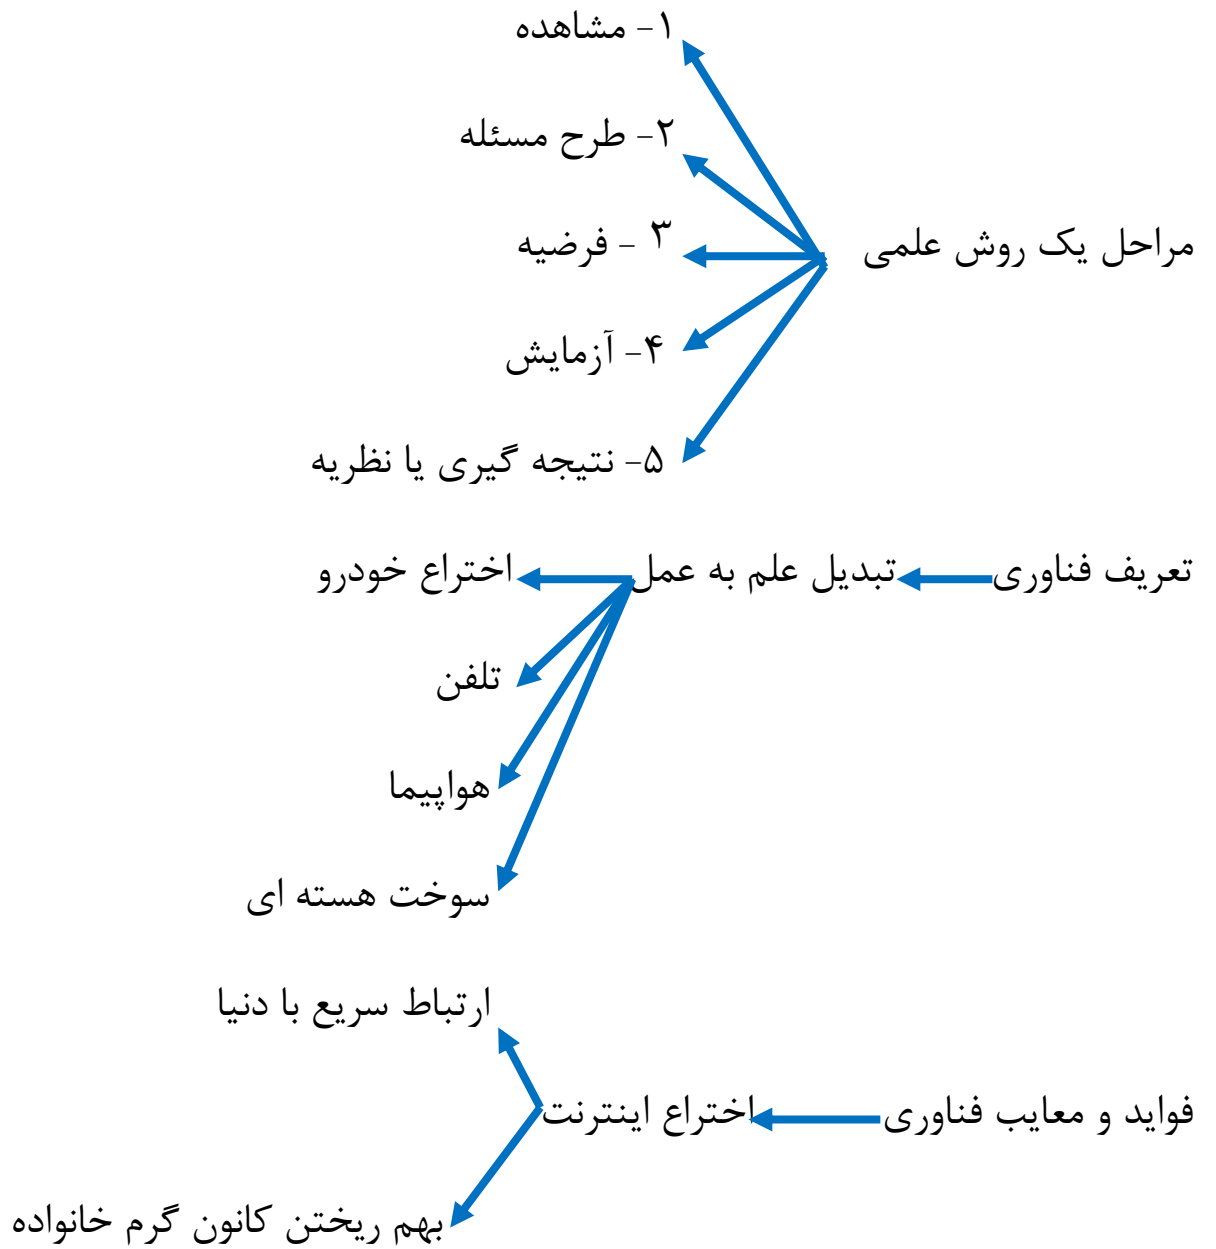 ۱- مشاهده
۲- طرح مسئله
مراحل یک روش علمی ۳ - فرضیه
۴- آزمایش
۵- نتیجه گیری یا نظریه
تعریف فناوری تبدیل علم به عمل اختراع خودرو
تلفن
هواپیما
سوخت هسته ای
ارتباط سریع با دنیا
فواید و معایب فناوری اختراع اینترنت
بهم ریختن کانون گرم خانواده